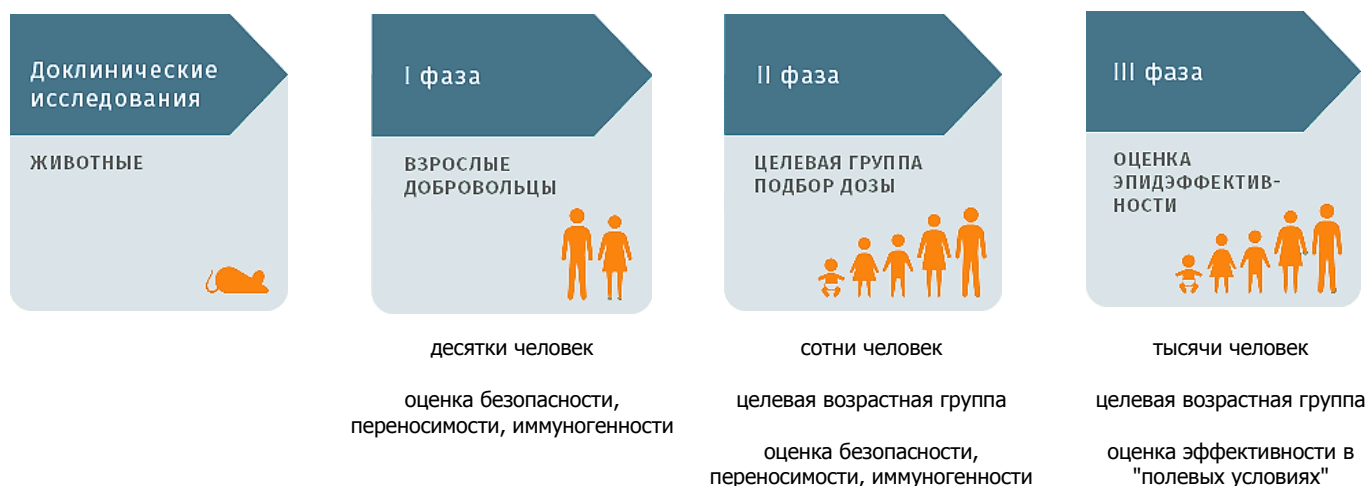 Доклинические
исследования
ЖИВОТНЫЕ
I фаза
ВЗРОСЛЫЕ
ДОБРОВОЛЬЦЫ
десятки человек
оценка безопасности,
переносимости, иммуногенности
II фаза
ЦЕЛЕВАЯ ГРУППА
ПОДБОР ДОЗЫ
сотни человек
целевая возрастная группа
оценка безопасности,
переносимости, иммуногенности
III фаза
ОЦЕНКА
ЭПИДЭФФЕКТИВ-
НОСТИ
тысячи человек
целевая возрастная группа
оценка эффективности в
"полевых условиях"